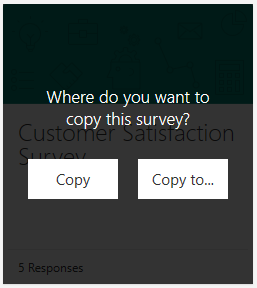 Where do you want to
copy this survey?
Customer Satisfaction
Survey
Copy
Copy to...
5 Responses